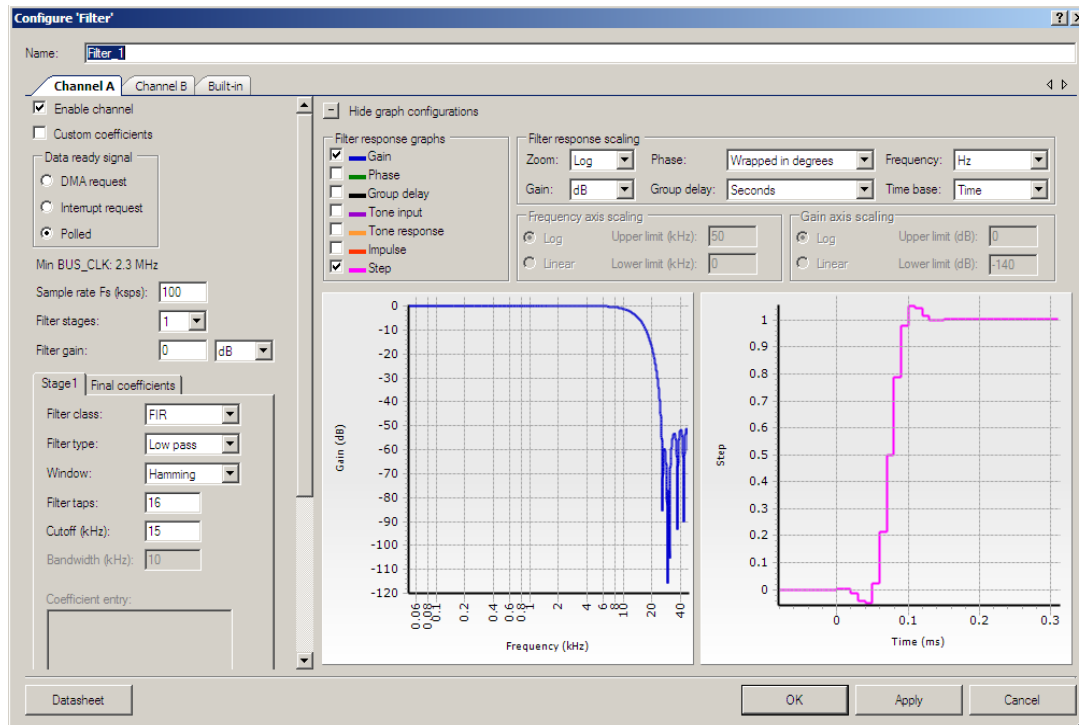 Configure 'Filter'
Name: Filter_1
Channel A Channel B Built-in
Enable channel
Custom coefficients
Data ready signal
DMA request
Interrupt request
Polled
Min BUS_CLK: 2.3 MHz
Sample rate Fs (ksps): 100
Filter stages: 1
Filter gain: 0 dB
Stage1 Final coefficients
Filter class: FIR
Filter type: Low pass
Window: Hamming
Filter taps: 16
Cutoff (kHz): 15
Bandwidth (kHz): 10
Coefficient entry:
Hide graph configurations
Filter response graphs
Gain
Phase
Group delay
Tone input
Tone response
Impulse
Step
Filter response scaling
Zoom: Log Phase: Wrapped in degrees Frequency: Hz
Gain: dB Group delay: Seconds Time base: Time
Frequency axis scaling
Log Upper limit (kHz): 50
Linear Lower limit (kHz): 0
Gain axis scaling
Log Upper limit (dB): 0
Linear Lower limit (dB): -140
0
-10
-20
-30
-40
-50
-60
-70
-80
-90
-100
-110
-120
Gain (dB)
0.06 0.08 0.1 0.2 0.4 0.6 0.8 1 2 4 6 8 10 20 40
Frequency (kHz)
1
0.9
0.8
0.7
0.6
0.5
0.4
0.3
0.2
0.1
0
Step
0 0.1 0.2 0.3
Time (ms)
Datasheet OK Apply Cancel